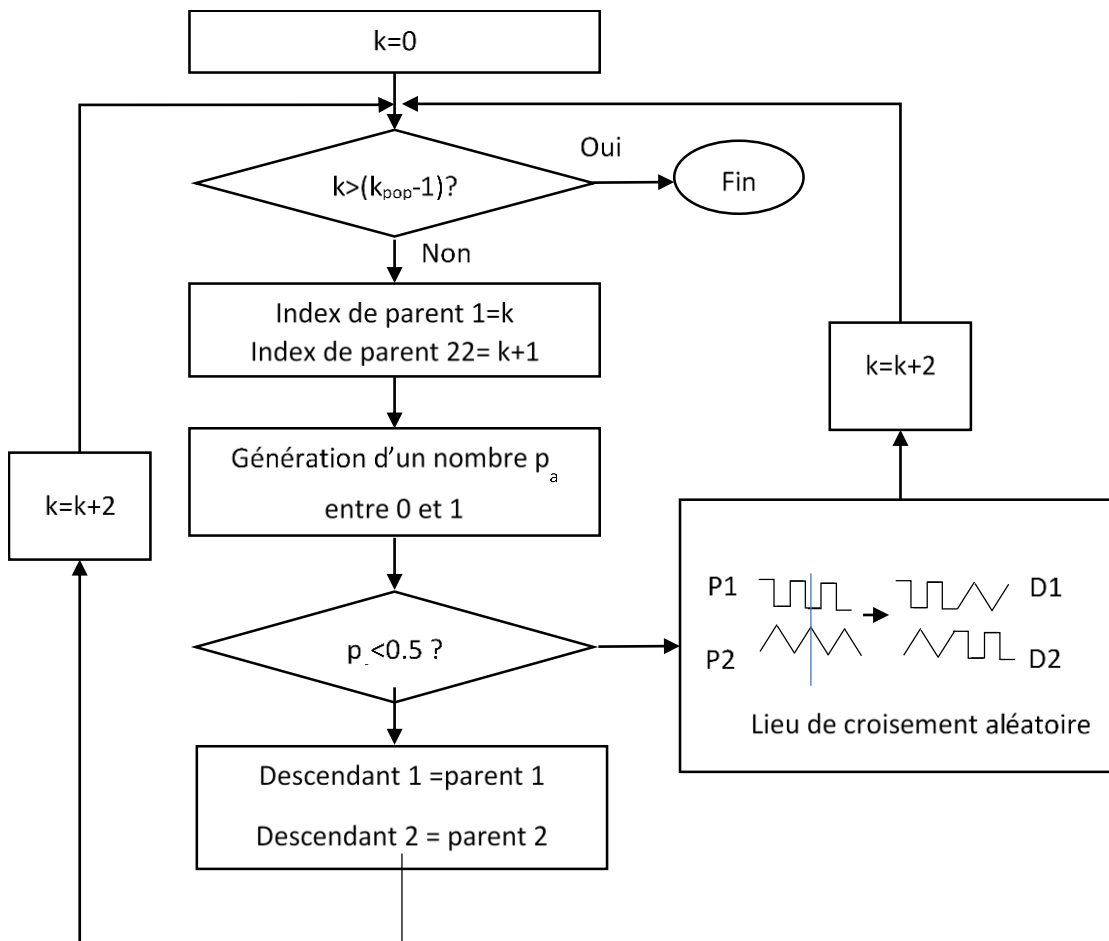 k=0
Oui
k>(kpop-1)?
Fin
Non
Index de parent 1=k
Index de parent 22= k+1
k=k+2
Génération d’un nombre pa
entre 0 et 1
k=k+2
P1
D1
p <0.5 ?
P2
D2
Lieu de croisement aléatoire
Descendant 1 =parent 1
Descendant 2 = parent 2